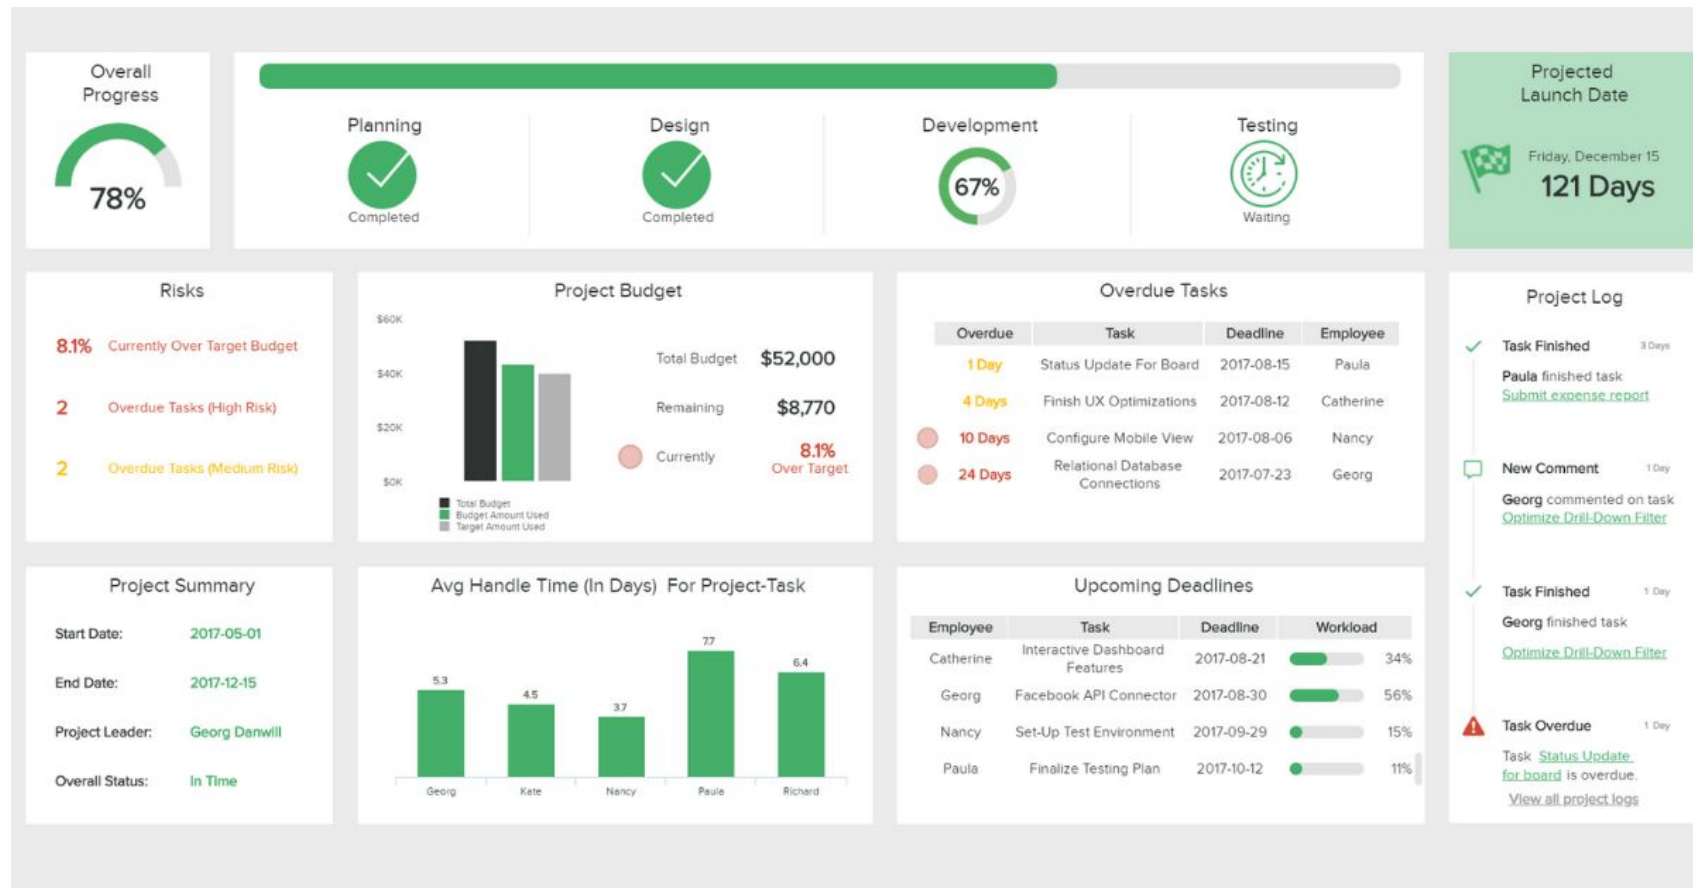 Overall
Progress
78%
Planning
Completed
Design
Completed
Development
67%
Testing
Waiting
Projected
Launch Date
Friday, December 15
121 Days
Risks
8.1% Currently Over Target Budget
2 Overdue Tasks (High Risk)
2 Overdue Tasks (Medium Risk)
Project Budget
$60K
$40K
$20K
$0K
Total Budget
Budget Amount Used
Target Amount Used
Total Budget $52,000
Remaining $8,770
Currently 8.1%
Over Target
Overdue Tasks
Overdue Task Deadline Employee
1 Day Status Update For Board 2017-08-15 Paula
4 Days Finish UX Optimizations 2017-08-12 Catherine
10 Days Configure Mobile View 2017-08-06 Nancy
24 Days Relational Database
Connections 2017-07-23 Georg
Project Log
Task Finished 3 Days
Paula finished task
Submit expense report
New Comment 1 Day
Georg commented on task
Optimize Drill-Down Filter
Task Finished 1 Day
Georg finished task
Optimize Drill-Down Filter
Task Overdue 1 Day
Task Status Update
for board is overdue.
View all project logs
Project Summary
Start Date: 2017-05-01
End Date: 2017-12-15
Project Leader: Georg Danwill
Overall Status: In Time
Avg Handle Time (In Days) For Project-Task
5.3
4.5
3.7
7.7
6.4
Georg Kate Nancy Paula Richard
Upcoming Deadlines
Employee Task Deadline Workload
Catherine Interactive Dashboard
Features 2017-08-21 34%
Georg Facebook API Connector 2017-08-30 56%
Nancy Set-Up Test Environment 2017-09-29 15%
Paula Finalize Testing Plan 2017-10-12 11%